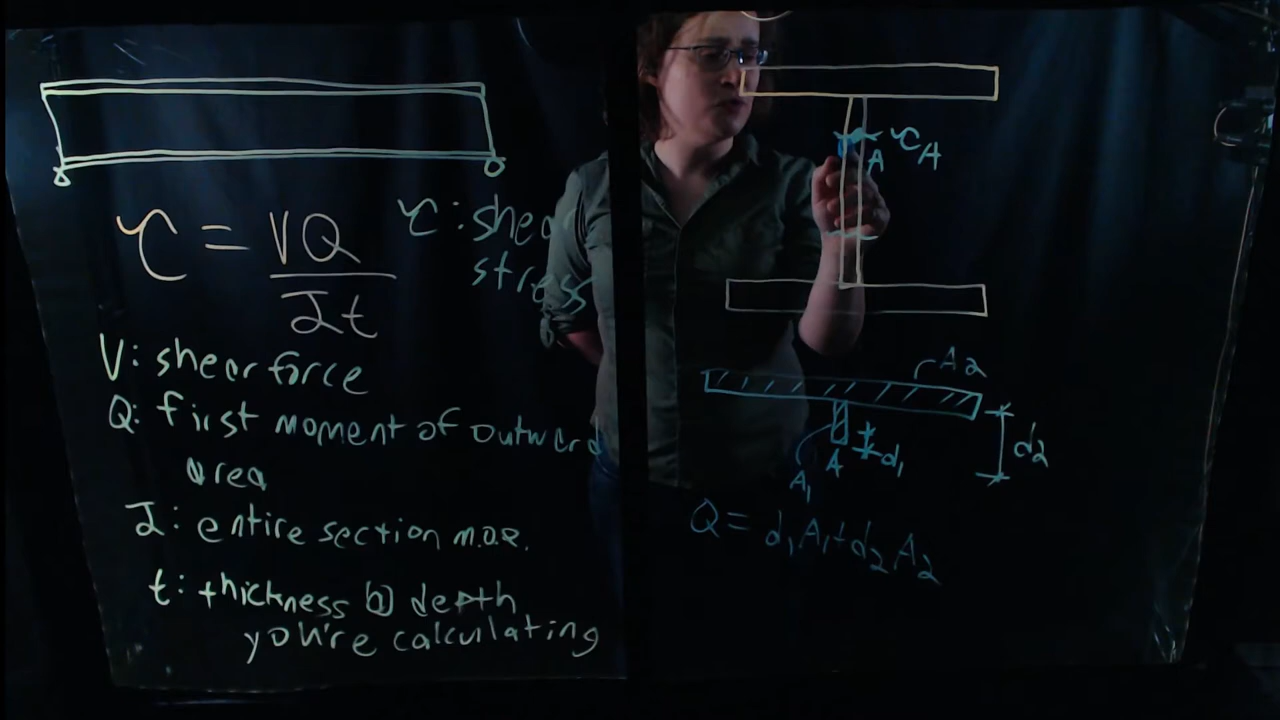 τ = VQ
It
τ: shear
stress
V: shear force
Q: first moment of outward
area
I: entire section m.o.I.
t: thickness @ depth
you're calculating
τA
A
A2
d2
d1
A
A1
Q = d1A1+d2A2